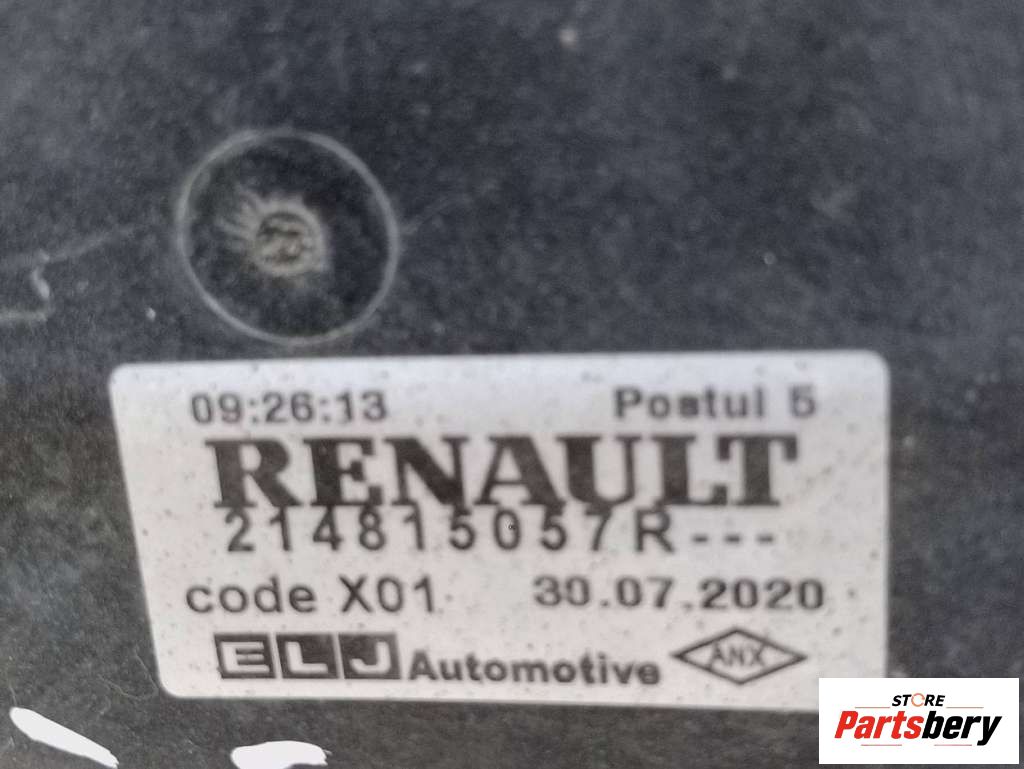 09:26:13 Postul 5
RENAULT
214815057R---
code X01 30.07.2020
ELJ Automotive ANX
STORE
Partsbery